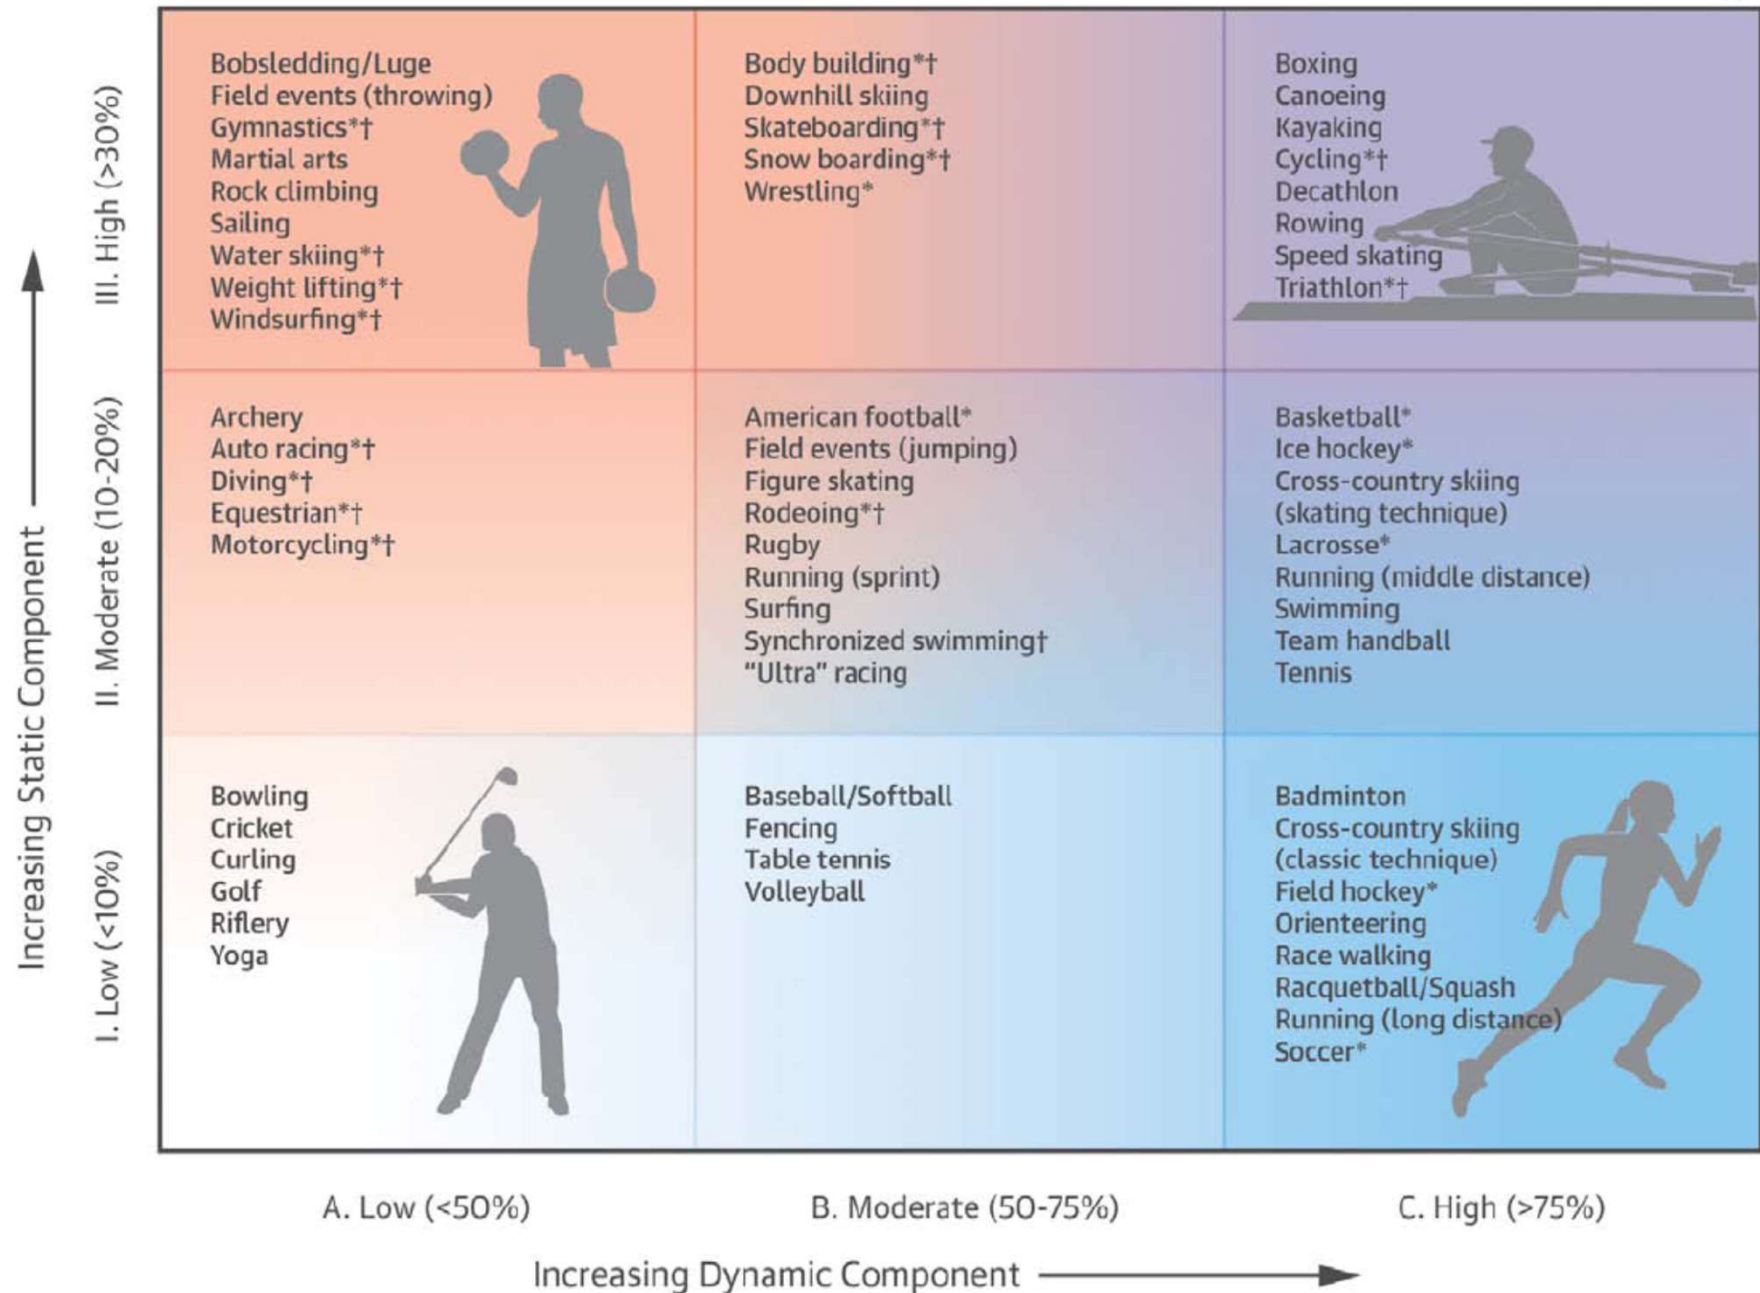 III. High (>30%)
Bobsledding/Luge
Field events (throwing)
Gymnastics*†
Martial arts
Rock climbing
Sailing
Water skiing*†
Weight lifting*†
Windsurfing*†
Body building*†
Downhill skiing
Skateboarding*†
Snow boarding*†
Wrestling*
Boxing
Canoeing
Kayaking
Cycling*†
Decathlon
Rowing
Speed skating
Triathlon*†
II. Moderate (10-20%)
Archery
Auto racing*†
Diving*†
Equestrian*†
Motorcycling*†
American football*
Field events (jumping)
Figure skating
Rodeoing*†
Rugby
Running (sprint)
Surfing
Synchronized swimming†
“Ultra” racing
Basketball*
Ice hockey*
Cross-country skiing
(skating technique)
Lacrosse*
Running (middle distance)
Swimming
Team handball
Tennis
I. Low (<10%)
Bowling
Cricket
Curling
Golf
Riflery
Yoga
Baseball/Softball
Fencing
Table tennis
Volleyball
Badminton
Cross-country skiing
(classic technique)
Field hockey*
Orienteering
Race walking
Racquetball/Squash
Running (long distance)
Soccer*
Increasing Static Component
A. Low (<50%)
B. Moderate (50-75%)
C. High (>75%)
Increasing Dynamic Component